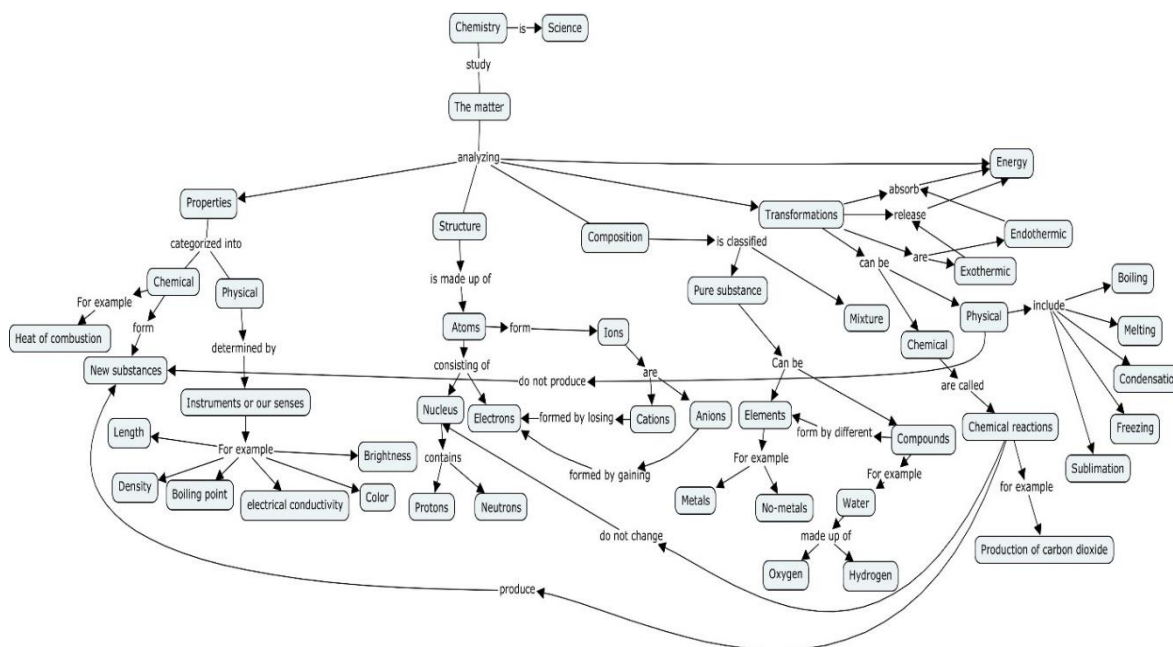 Chemistry is Science
study
The matter
analyzing
Energy
absorb
Properties
Transformations
release
Structure
Composition
is classified
Endothermic
are
categorized into
can be
Exothermic
Chemical
Physical
is made up of
Pure substance
Boiling
For example
Mixture
Physical
include
Heat of combustion
form
Atoms
form
Ions
Chemical
Melting
determined by
Can be
New substances
consisting of
are
do not produce
are called
Condensatio
Instruments or our senses
Nucleus
Electrons
formed by losing
Cations
Anions
Elements
form by different
Compounds
Chemical reactions
Freezing
Length
For example
Brightness
contains
formed by gaining
For example
For example
Sublimation
Density
Boiling point
electrical conductivity
Color
Protons
Neutrons
Metals
No-metals
Water
for example
do not change
made up of
Production of carbon dioxide
Oxygen
Hydrogen
produce